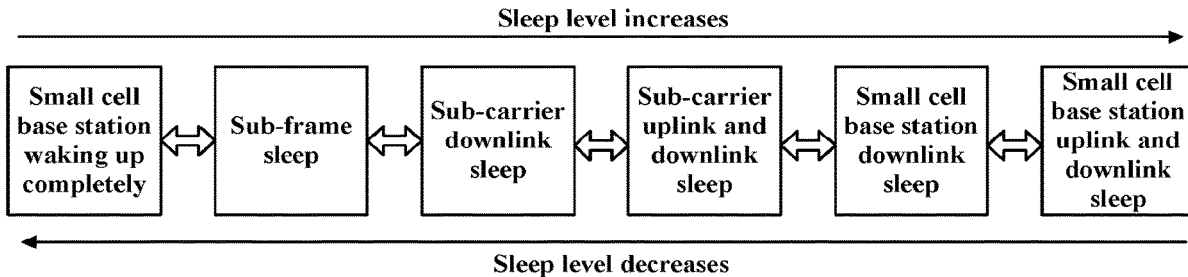 Sleep level increases
Small cell
base station
waking up
completely
Sub-frame
sleep
Sub-carrier
downlink
sleep
Sub-carrier
uplink and
downlink
sleep
Small cell
base station
downlink
sleep
Small cell
base station
uplink and
downlink
sleep
Sleep level decreases